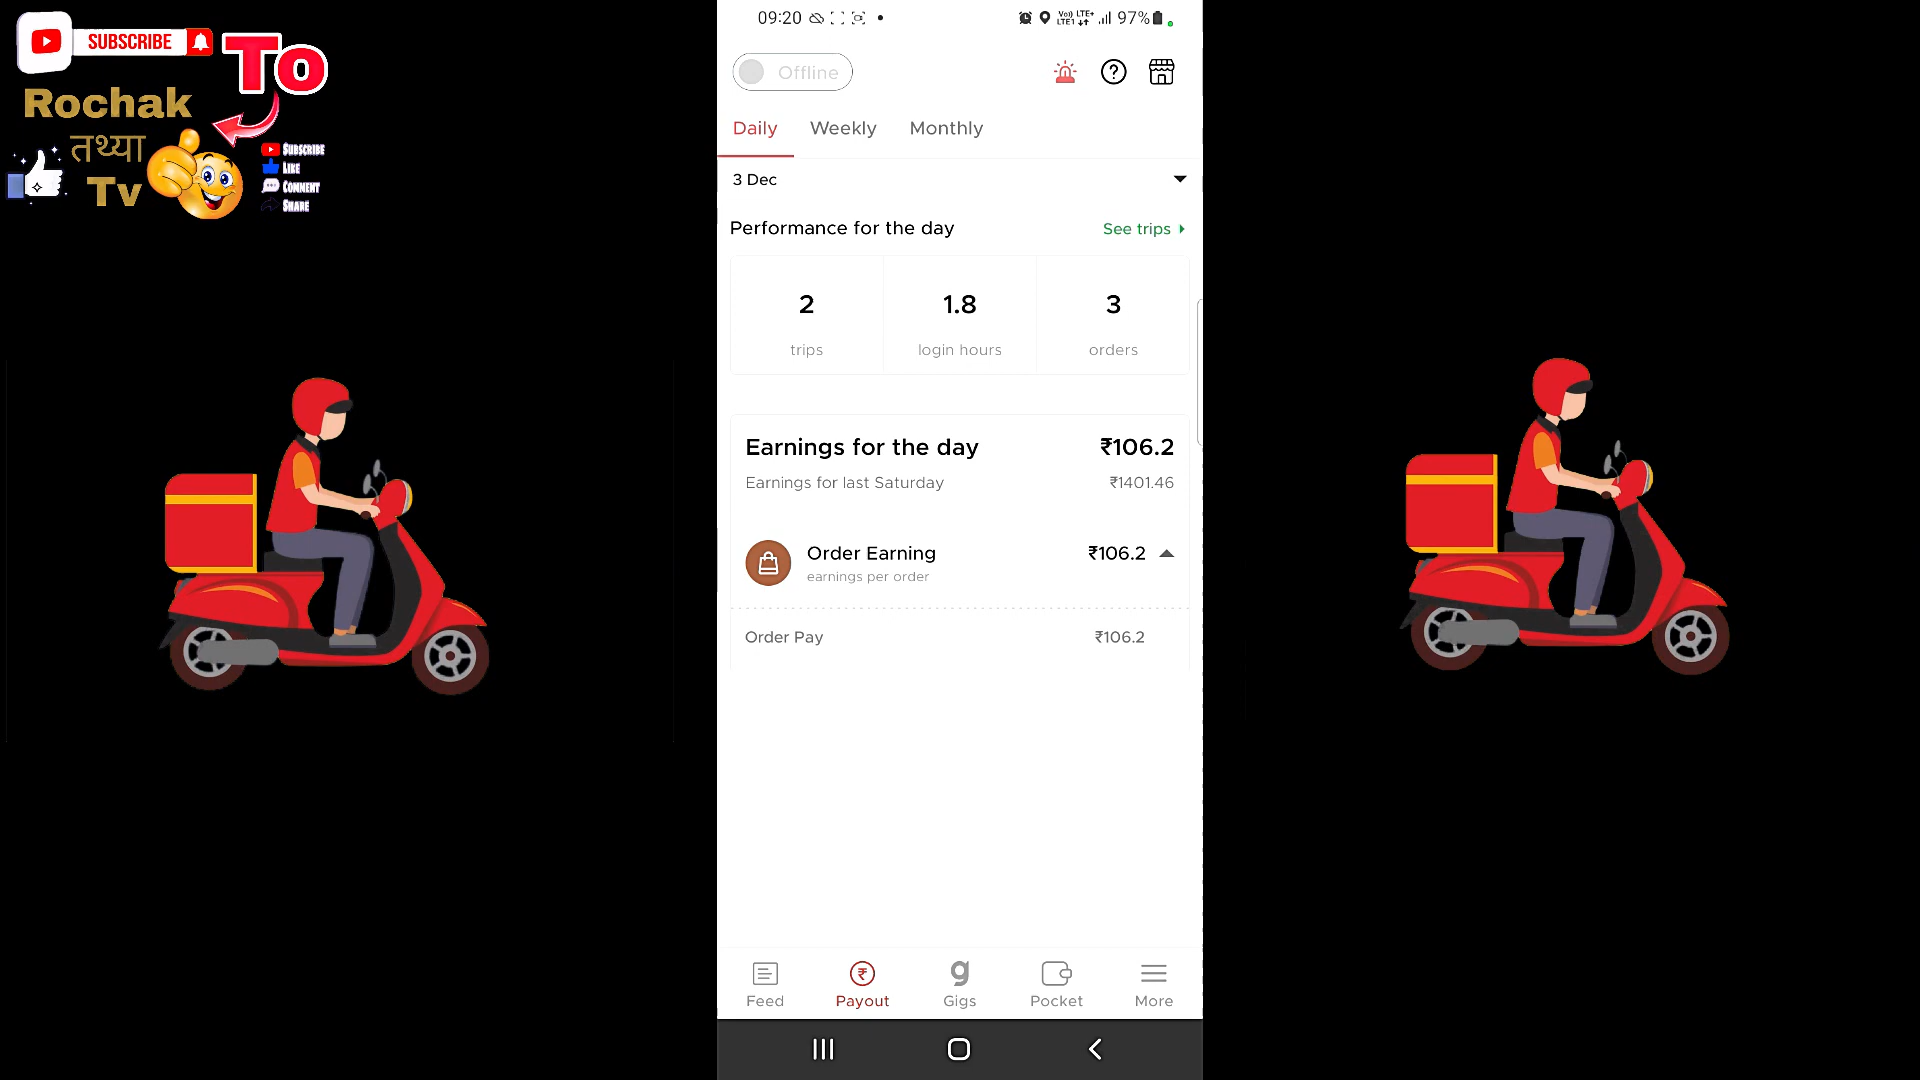 SUBSCRIBE
To
Rochak
तथ्या
Tv
SUBSCRIBE
LIKE
COMMENT
SHARE
09:20
Vo)) LTE+
LTE1
97%
Offline
Daily
Weekly
Monthly
3 Dec
Performance for the day
See trips
2
1.8
3
trips
login hours
orders
Earnings for the day
₹106.2
Earnings for last Saturday
₹1401.46
Order Earning
₹106.2
earnings per order
Order Pay
₹106.2
Feed
Payout
Gigs
Pocket
More